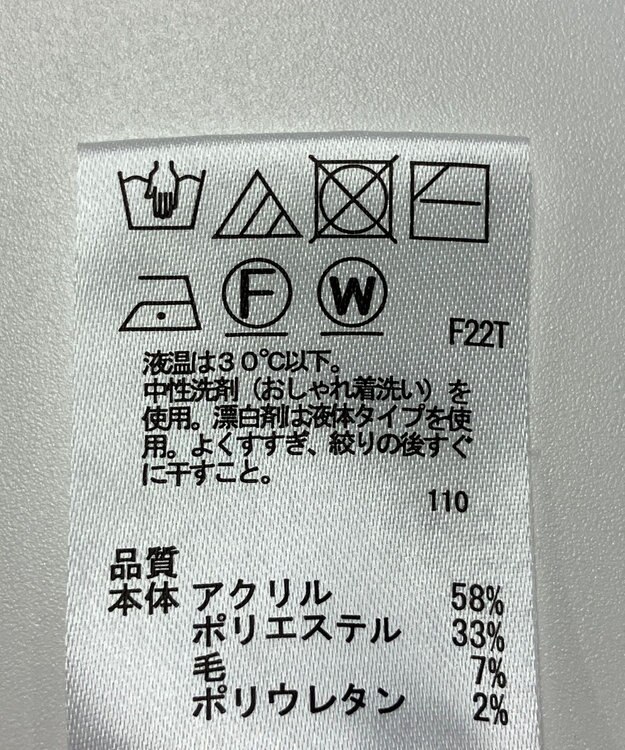 F W
F22T
液温は30℃以下。
中性洗剤(おしゃれ着洗い)を
使用。漂白剤は液体タイプを使
用。よくすすぎ、絞りの後すぐ
に干すこと。
110
品質
本体 アクリル 58%
ポリエステル 33%
毛 7%
ポリウレタン 2%